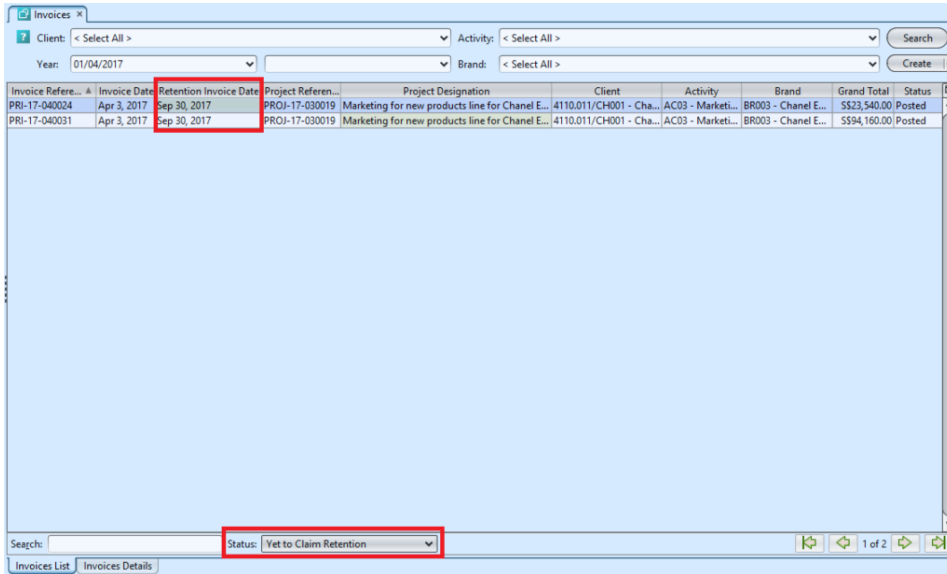 Invoices
Client: < Select All > Activity: < Select All > Search
Year: 01/04/2017 Brand: < Select All > Create
Invoice Refere... Invoice Date Retention Invoice Date Project Referen... Project Designation Client Activity Brand Grand Total Status
PRI-17-040024 Apr 3, 2017 Sep 30, 2017 PROJ-17-030019 Marketing for new products line for Chanel E... 4110.011/CH001 - Cha... AC03 - Marketi... BR003 - Chanel E... S$23,540.00 Posted
PRI-17-040031 Apr 3, 2017 Sep 30, 2017 PROJ-17-030019 Marketing for new products line for Chanel E... 4110.011/CH001 - Cha... AC03 - Marketi... BR003 - Chanel E... S$94,160.00 Posted
Search: Status: Yet to Claim Retention 1 of 2
Invoices List Invoices Details